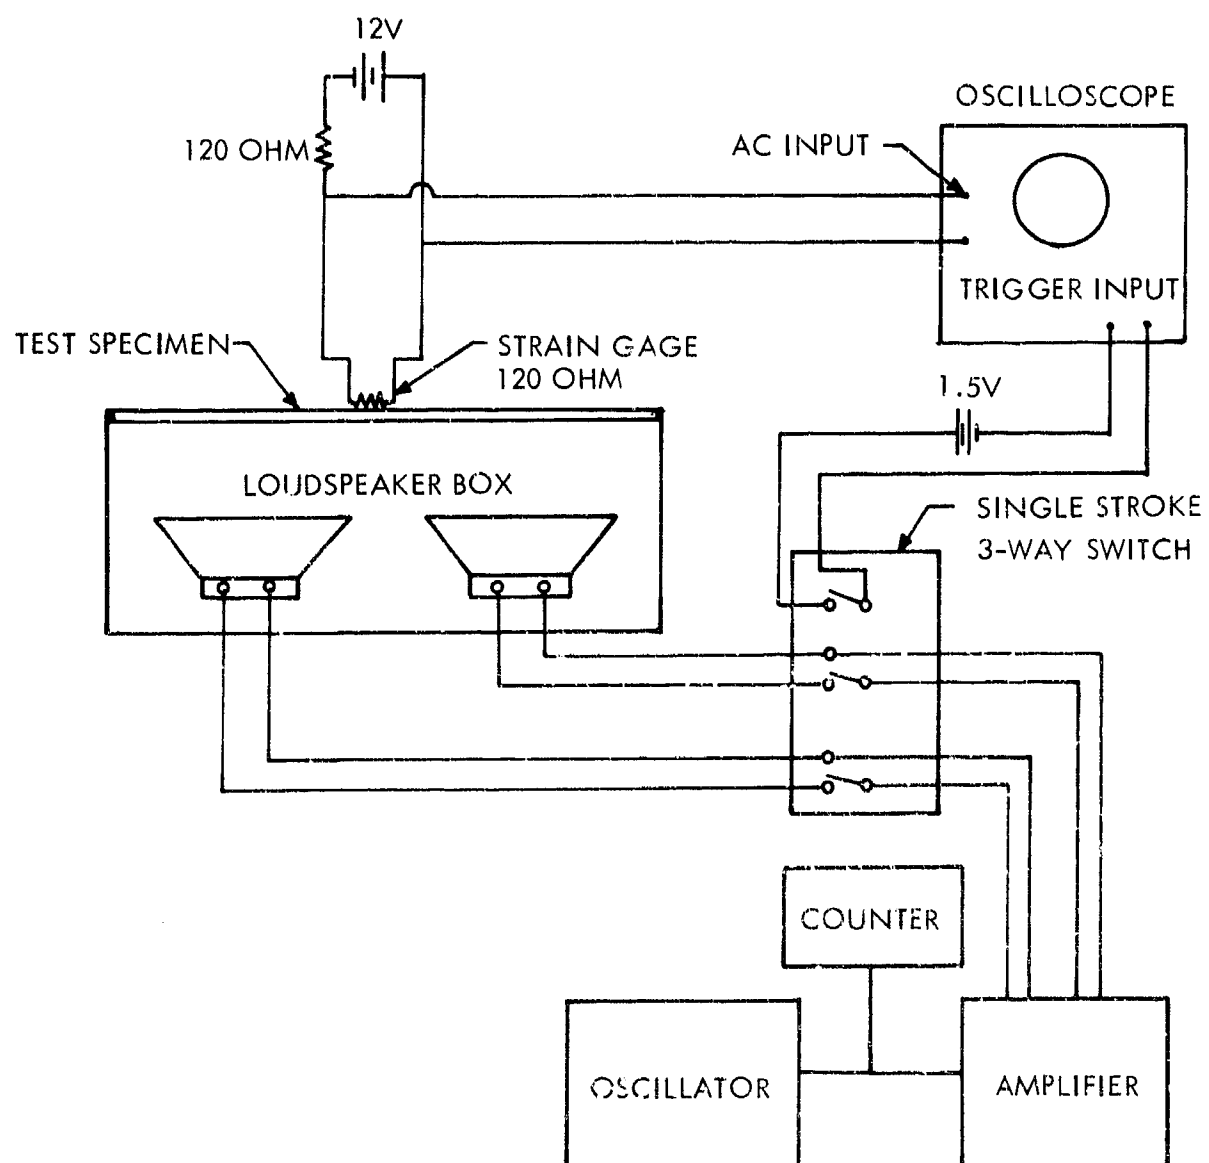 12V
OSCILLOSCOPE
120 OHM
AC INPUT
TRIGGER INPUT
TEST SPECIMEN
STRAIN GAGE
120 OHM
1.5V
LOUDSPEAKER BOX
SINGLE STROKE
3-WAY SWITCH
COUNTER
OSCILLATOR
AMPLIFIER